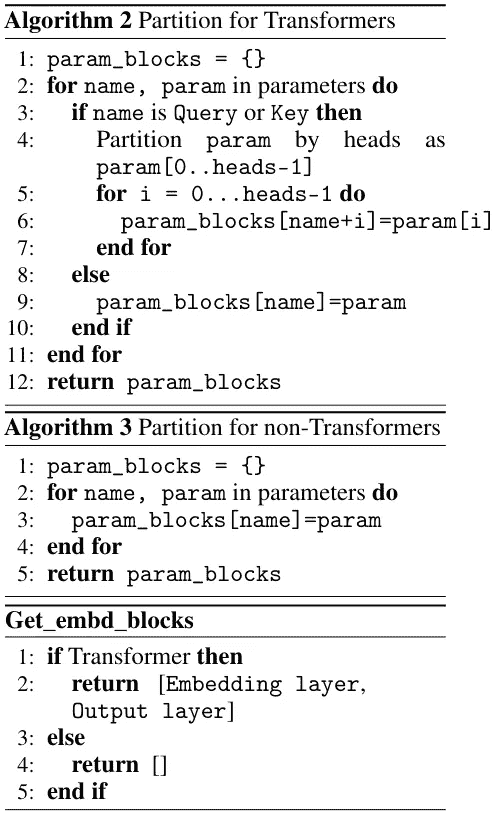 Algorithm 2 Partition for Transformers
1: param_blocks = {}
2: for name, param in parameters do
3: if name is Query or Key then
4: Partition param by heads as
param[0..heads-1]
5: for i = 0...heads-1 do
6: param_blocks[name+i]=param[i]
7: end for
8: else
9: param_blocks[name]=param
10: end if
11: end for
12: return param_blocks
Algorithm 3 Partition for non-Transformers
1: param_blocks = {}
2: for name, param in parameters do
3: param_blocks[name]=param
4: end for
5: return param_blocks
Get_embd_blocks
1: if Transformer then
2: return [Embedding layer,
Output layer]
3: else
4: return []
5: end if